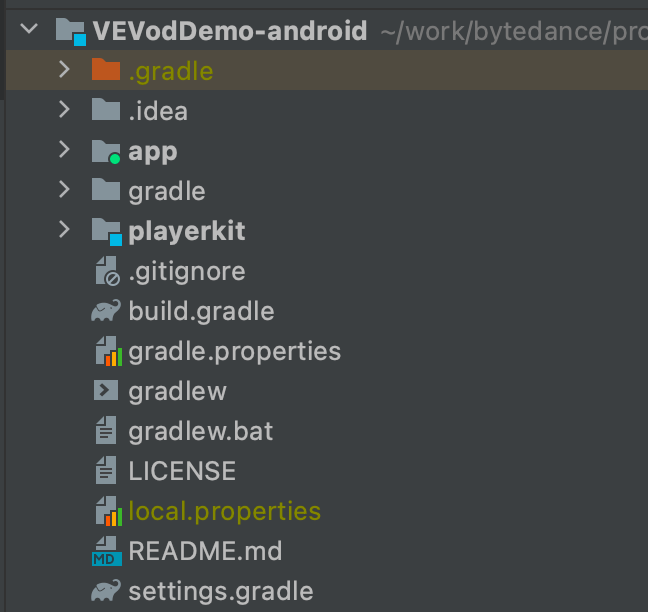 VEVodDemo-android ~/work/bytedance/pro
.gradle
.idea
app
gradle
playerkit
.gitignore
build.gradle
gradle.properties
gradlew
gradlew.bat
LICENSE
local.properties
MD README.md
settings.gradle